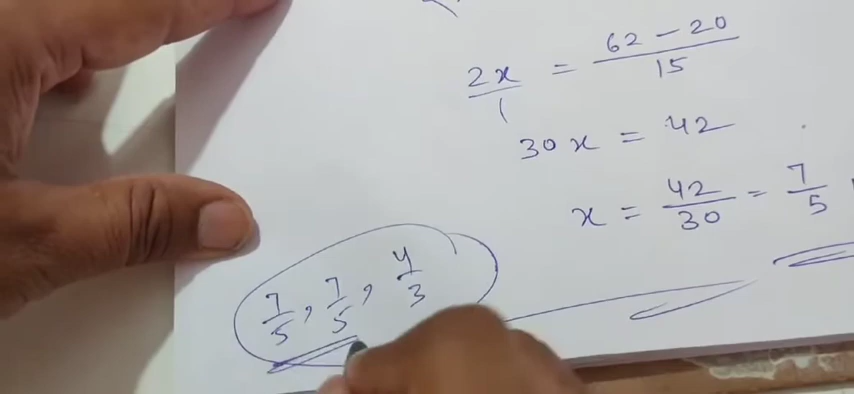 2x/1 = (62 - 20)/15
30x = 42
x = 42/30 = 7/5
7/5, 7/5, 4/3